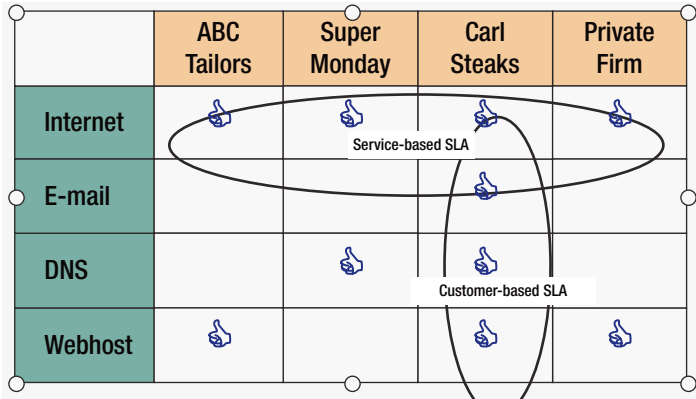 ABC Tailors
Super Monday
Carl Steaks
Private Firm
Internet
Service-based SLA
E-mail
DNS
Customer-based SLA
Webhost